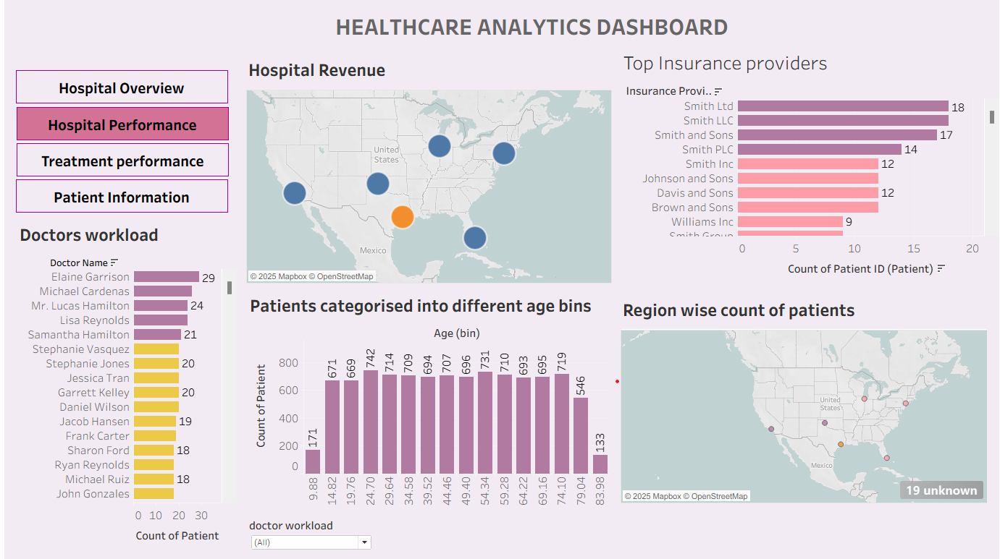 HEALTHCARE ANALYTICS DASHBOARD
Hospital Overview
Hospital Performance
Treatment performance
Patient Information
Doctors workload
Doctor Name
Elaine Garrison 29
Michael Cardenas
Mr. Lucas Hamilton 24
Lisa Reynolds
Samantha Hamilton 21
Stephanie Vasquez
Stephanie Jones 20
Jessica Tran
Garrett Kelley 20
Daniel Wilson
Jacob Hansen 19
Frank Carter
Sharon Ford 18
Ryan Reynolds
Michael Ruiz 18
John Gonzales
0 10 20 30
Count of Patient
Hospital Revenue
United
States
Mexico
© 2025 Mapbox © OpenStreetMap
Patients categorised into different age bins
Age (bin)
Count of Patient
800
600
400
200
0
171 671 669 742 714 709 694 707 696 731 710 693 695 719 546 133
9.88 14.82 19.76 24.70 29.64 34.58 39.52 44.46 49.40 54.34 59.28 64.22 69.16 74.10 79.04 83.98
doctor workload
(All)
Top Insurance providers
Insurance Provi..
Smith Ltd 18
Smith LLC
Smith and Sons 17
Smith PLC 14
Smith Inc 12
Johnson and Sons
Davis and Sons 12
Brown and Sons
Williams Inc 9
Smith Group
0 5 10 15 20
Count of Patient ID (Patient)
Region wise count of patients
United
States
Mexico
© 2025 Mapbox © OpenStreetMap
19 unknown